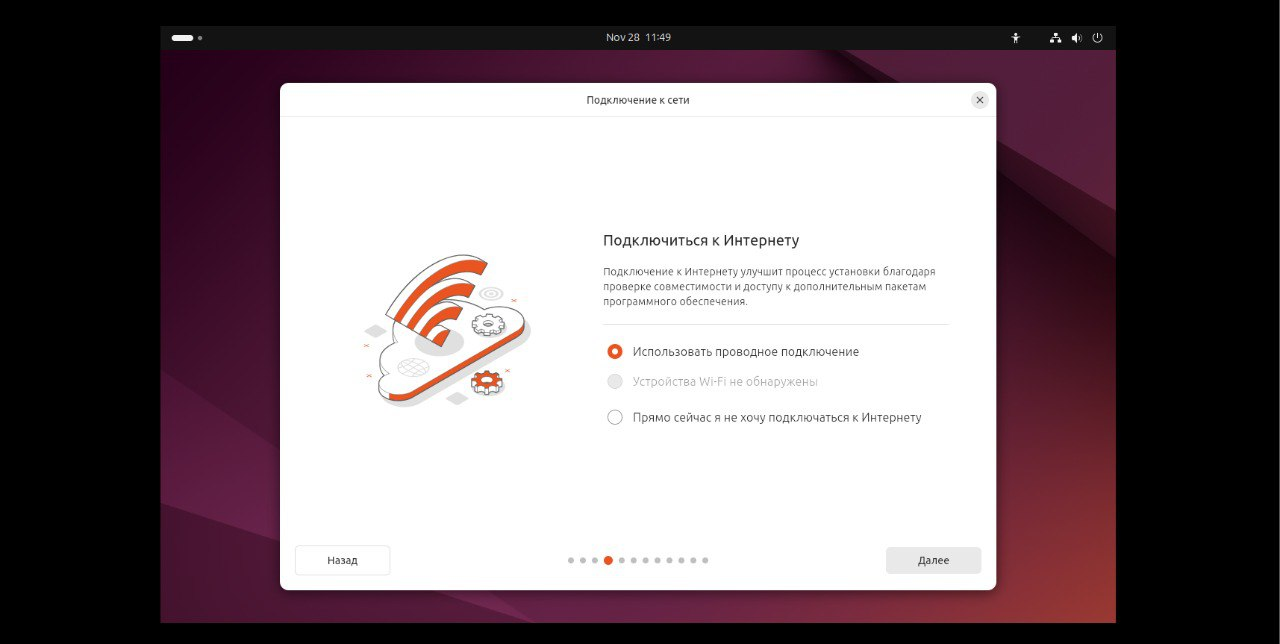 Nov 28 11:49
Подключение к сети
Подключиться к Интернету
Подключение к Интернету улучшит процесс установки благодаря
проверке совместимости и доступу к дополнительным пакетам
программного обеспечения.
Использовать проводное подключение
Устройства Wi-Fi не обнаружены
Прямо сейчас я не хочу подключаться к Интернету
Назад
Далее